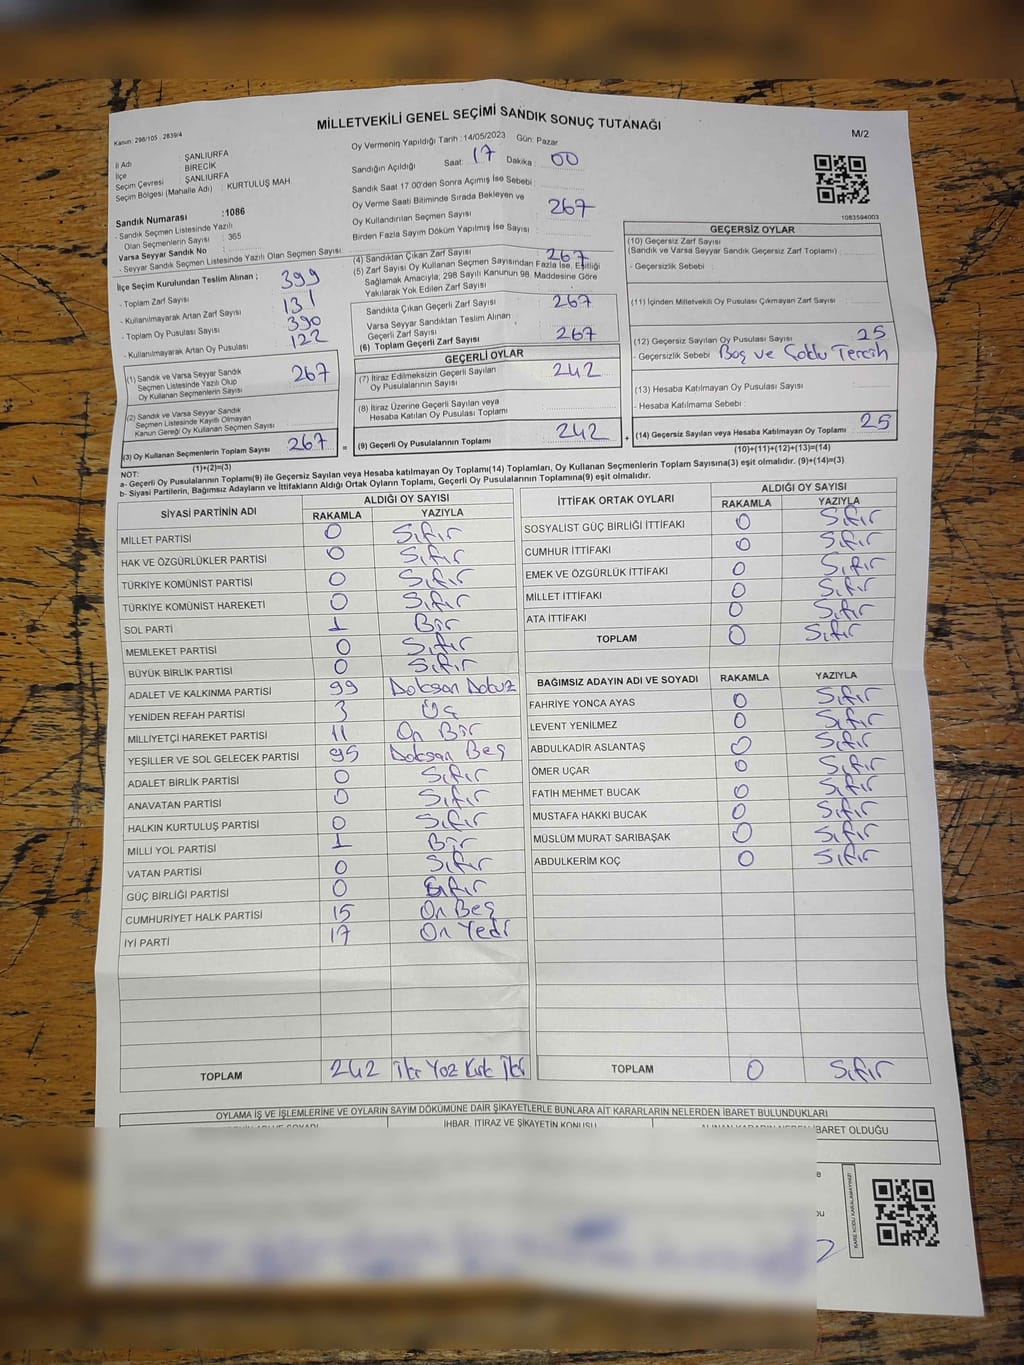 MİLLETVEKİLİ GENEL SEÇİMİ SANDIK SONUÇ TUTANAĞI
Kanun: 298/105 , 2839/4
M/2
İl Adı : ŞANLIURFA
İlçe : BİRECİK
Seçim Çevresi : ŞANLIURFA
Seçim Bölgesi (Mahalle Adı) : KURTULUŞ MAH
Sandık Numarası :1086
- Sandık Seçmen Listesinde Yazılı
Olan Seçmenlerin Sayısı : 365
Varsa Seyyar Sandık No :
- Seyyar Sandık Seçmen Listesinde Yazılı Olan Seçmen Sayısı:
Oy Vermenin Yapıldığı Tarih : 14/05/2023 Gün: Pazar
Sandığın Açıldığı Saat: 17 Dakika : 00
Sandık Saat 17.00'den Sonra Açımış İse Sebebi :
Oy Verme Saati Bitiminde Sırada Bekleyen ve
Oy Kullandırılan Seçmen Sayısı : 267
Birden Fazla Sayım Döküm Yapılmış İse Sayısı :
1083594003
İlçe Seçim Kurulundan Teslim Alınan ;
- Toplam Zarf Sayısı : 399
- Kullanılmayarak Artan Zarf Sayısı : 131
- Toplam Oy Pusulası Sayısı : 390
- Kullanılmayarak Artan Oy Pusulası : 122
(1) Sandık ve Varsa Seyyar Sandık
Seçmen Listesinde Yazılı Olup
Oy Kullanan Seçmenlerin Sayısı : 267
(2) Sandık ve Varsa Seyyar Sandık
Seçmen Listesinde Kayıtlı Olmayan
Kanun Gereği Oy Kullanan Seçmen Sayısı :
(3) Oy Kullanan Seçmenlerin Toplam Sayısı : 267 =
(1)+(2)=(3)
(4) Sandıktan Çıkan Zarf Sayısı : 267
(5) Zarf Sayısı Oy Kullanan Seçmen Sayısından Fazla İse, Eşitliği
Sağlamak Amacıyla, 298 Sayılı Kanunun 98. Maddesine Göre
Yakılarak Yok Edilen Zarf Sayısı :
Sandıkta Çıkan Geçerli Zarf Sayısı : 267
Varsa Seyyar Sandıktan Teslim Alınan
Geçerli Zarf Sayısı :
(6) Toplam Geçerli Zarf Sayısı : 267
GEÇERLİ OYLAR
(7) İtiraz Edilmeksizin Geçerli Sayılan
Oy Pusulalarının Sayısı : 242
(8) İtiraz Üzerine Geçerli Sayılan veya
Hesaba Katılan Oy Pusulası Toplamı :
(9) Geçerli Oy Pusulalarının Toplamı : 242 +
GEÇERSİZ OYLAR
(10) Geçersiz Zarf Sayısı
(Sandık ve Varsa Seyyar Sandık Geçersiz Zarf Toplamı) :
- Geçersizlik Sebebi :
(11) İçinden Milletvekili Oy Pusulası Çıkmayan Zarf Sayısı :
(12) Geçersiz Sayılan Oy Pusulası Sayısı : 25
- Geçersizlik Sebebi : Boş ve Çoklu Tercih
(13) Hesaba Katılmayan Oy Pusulası Sayısı :
- Hesaba Katılmama Sebebi :
(14) Geçersiz Sayılan veya Hesaba Katılmayan Oy Toplamı : 25
(10)+(11)+(12)+(13)=(14)
NOT:
a- Geçerli Oy Pusulalarının Toplamı(9) ile Geçersiz Sayılan veya Hesaba katılmayan Oy Toplamı(14) Toplamları, Oy Kullanan Seçmenlerin Toplam Sayısına(3) eşit olmalıdır. (9)+(14)=(3)
b- Siyasi Partilerin, Bağımsız Adayların ve İttifakların Aldığı Ortak Oyların Toplamı, Geçerli Oy Pusulalarının Toplamına(9) eşit olmalıdır.
SİYASİ PARTİNİN ADI ALDIĞI OY SAYISI
RAKAMLA YAZIYLA
MİLLET PARTİSİ 0 Sıfır
HAK VE ÖZGÜRLÜKLER PARTİSİ 0 Sıfır
TÜRKİYE KOMÜNİST PARTİSİ 0 Sıfır
TÜRKİYE KOMÜNİST HAREKETİ 0 Sıfır
SOL PARTİ 1 Bir
MEMLEKET PARTİSİ 0 Sıfır
BÜYÜK BİRLİK PARTİSİ 0 Sıfır
ADALET VE KALKINMA PARTİSİ 99 Doksan Dokuz
YENİDEN REFAH PARTİSİ 3 Üç
MİLLİYETÇİ HAREKET PARTİSİ 11 On Bir
YEŞİLLER VE SOL GELECEK PARTİSİ 95 Doksan Beş
ADALET BİRLİK PARTİSİ 0 Sıfır
ANAVATAN PARTİSİ 0 Sıfır
HALKIN KURTULUŞ PARTİSİ 0 Sıfır
MİLLİ YOL PARTİSİ 1 Bir
VATAN PARTİSİ 0 Sıfır
GÜÇ BİRLİĞİ PARTİSİ 0 Sıfır
CUMHURİYET HALK PARTİSİ 15 On Beş
İYİ PARTİ 17 On Yedi
TOPLAM 242 İki Yüz Kırk İki
İTTİFAK ORTAK OYLARI ALDIĞI OY SAYISI
RAKAMLA YAZIYLA
SOSYALİST GÜÇ BİRLİĞİ İTTİFAKI 0 Sıfır
CUMHUR İTTİFAKI 0 Sıfır
EMEK VE ÖZGÜRLÜK İTTİFAKI 0 Sıfır
MİLLET İTTİFAKI 0 Sıfır
ATA İTTİFAKI 0 Sıfır
TOPLAM 0 Sıfır
BAĞIMSIZ ADAYIN ADI VE SOYADI RAKAMLA YAZIYLA
FAHRİYE YONCA AYAS 0 Sıfır
LEVENT YENİLMEZ 0 Sıfır
ABDULKADİR ASLANTAŞ 0 Sıfır
ÖMER UÇAR 0 Sıfır
FATİH MEHMET BUCAK 0 Sıfır
MUSTAFA HAKKI BUCAK 0 Sıfır
MÜSLÜM MURAT SARIBAŞAK 0 Sıfır
ABDULKERİM KOÇ 0 Sıfır
TOPLAM 0 Sıfır
OYLAMA İŞ VE İŞLEMLERİNE VE OYLARIN SAYIM DÖKÜMÜNE DAİR ŞİKAYETLERLE BUNLARA AİT KARARLARIN NELERDEN İBARET BULUNDUKLARI
İHBAR, İTİRAZ VE ŞİKAYETİN KONUSU
İBARET OLDUĞU
KARE KODU KARALAMAYINIZ!